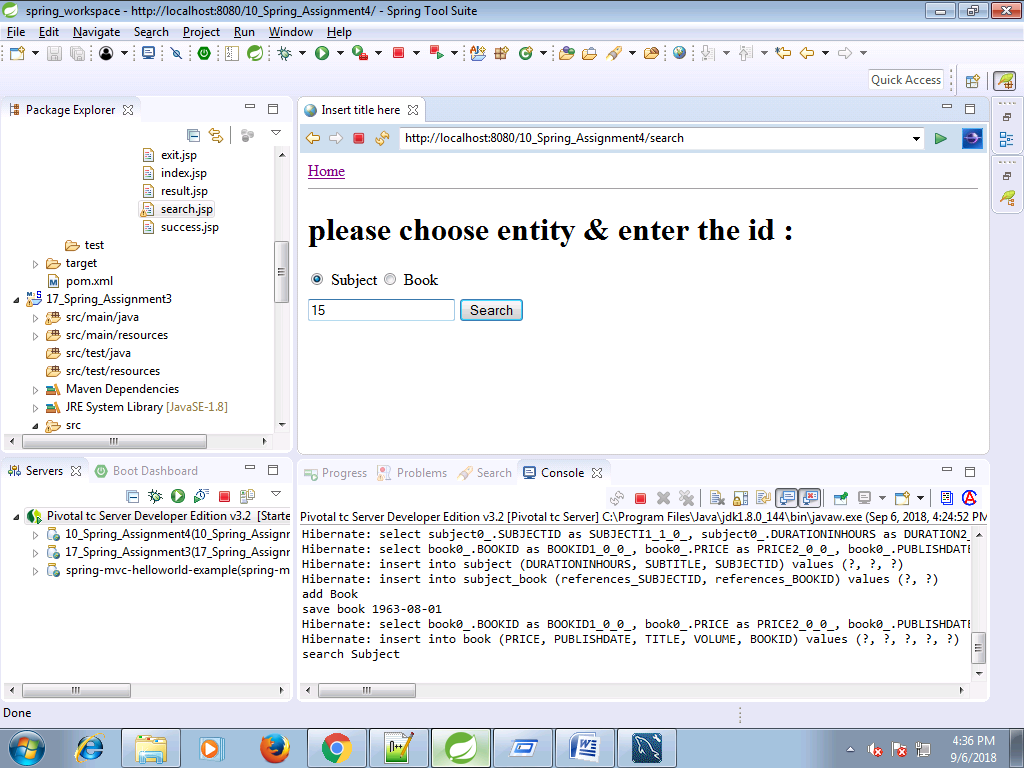 spring_workspace - http://localhost:8080/10_Spring_Assignment4/ - Spring Tool Suite
File Edit Navigate Search Project Run Window Help
Quick Access
Package Explorer
exit.jsp
index.jsp
result.jsp
search.jsp
success.jsp
test
target
pom.xml
17_Spring_Assignment3
src/main/java
src/main/resources
src/test/java
src/test/resources
Maven Dependencies
JRE System Library [JavaSE-1.8]
src
Insert title here
http://localhost:8080/10_Spring_Assignment4/search
Home
please choose entity & enter the id :
Subject Book
15 Search
Servers Boot Dashboard
Pivotal tc Server Developer Edition v3.2 [Starte
10_Spring_Assignment4(10_Spring_Assignr
17_Spring_Assignment3(17_Spring_Assignr
spring-mvc-helloworld-example(spring-m
Progress Problems Search Console
Pivotal tc Server Developer Edition v3.2 [Pivotal tc Server] C:\Program Files\Java\jdk1.8.0_144\bin\javaw.exe (Sep 6, 2018, 4:24:52 PM
Hibernate: select subject0_.SUBJECTID as SUBJECTI1_1_0_, subject0_.DURATIONINHOURS as DURATION2_
Hibernate: select book0_.BOOKID as BOOKID1_0_0_, book0_.PRICE as PRICE2_0_0_, book0_.PUBLISHDATE
Hibernate: insert into subject (DURATIONINHOURS, SUBTITLE, SUBJECTID) values (?, ?, ?)
Hibernate: insert into subject_book (references_SUBJECTID, references_BOOKID) values (?, ?)
add Book
save book 1963-08-01
Hibernate: select book0_.BOOKID as BOOKID1_0_0_, book0_.PRICE as PRICE2_0_0_, book0_.PUBLISHDATE
Hibernate: insert into book (PRICE, PUBLISHDATE, TITLE, VOLUME, BOOKID) values (?, ?, ?, ?, ?)
search Subject
Done
4:36 PM
9/6/2018